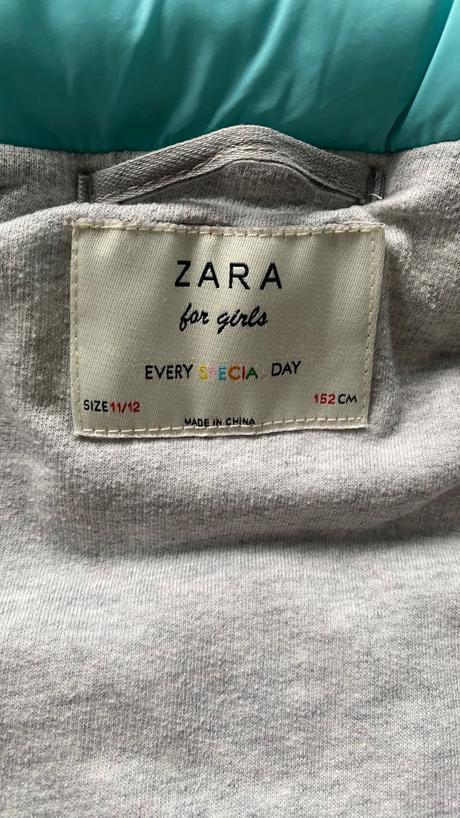 ZARA
for girls
EVERY SPECIA DAY
SIZE 11/12 152 CM
MADE IN CHINA